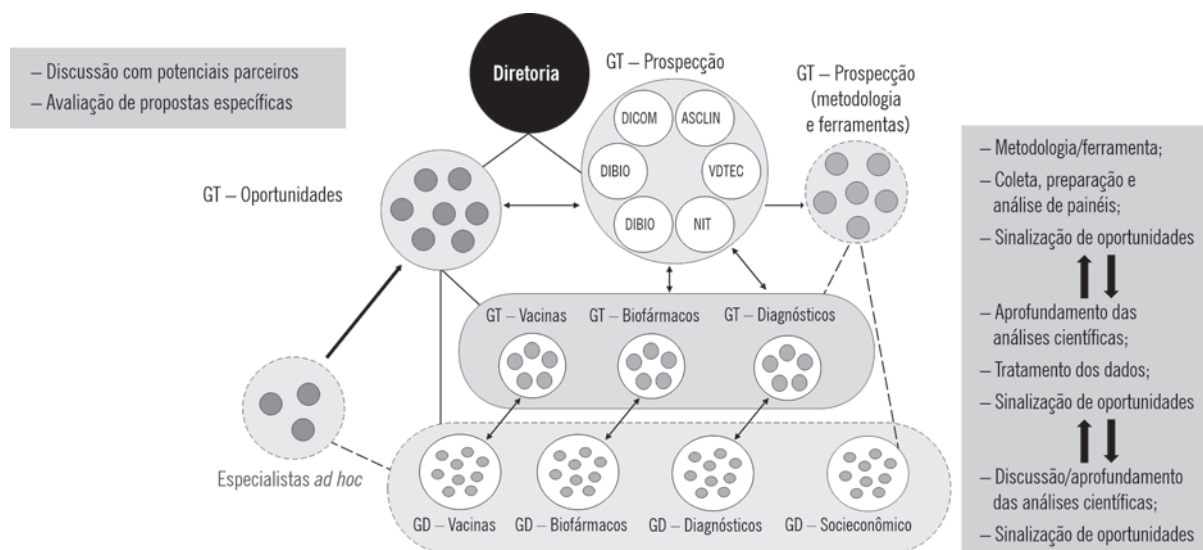 – Discussão com potenciais parceiros
– Avaliação de propostas específicas
Diretoria
GT – Prospecção
GT – Prospecção
(metodologia
e ferramentas)
DICOM
ASCLIN
DIBIO
VDTEC
DIBIO
NIT
GT – Oportunidades
GT – Vacinas
GT – Biofármacos
GT – Diagnósticos
Especialistas ad hoc
GD – Vacinas
GD – Biofármacos
GD – Diagnósticos
GD – Socieconômico
– Metodologia/ferramenta;
– Coleta, preparação e
análise de painéis;
– Sinalização de oportunidades
– Aprofundamento das
análises científicas;
– Tratamento dos dados;
– Sinalização de oportunidades
– Discussão/aprofundamento
das análises científicas;
– Sinalização de oportunidades